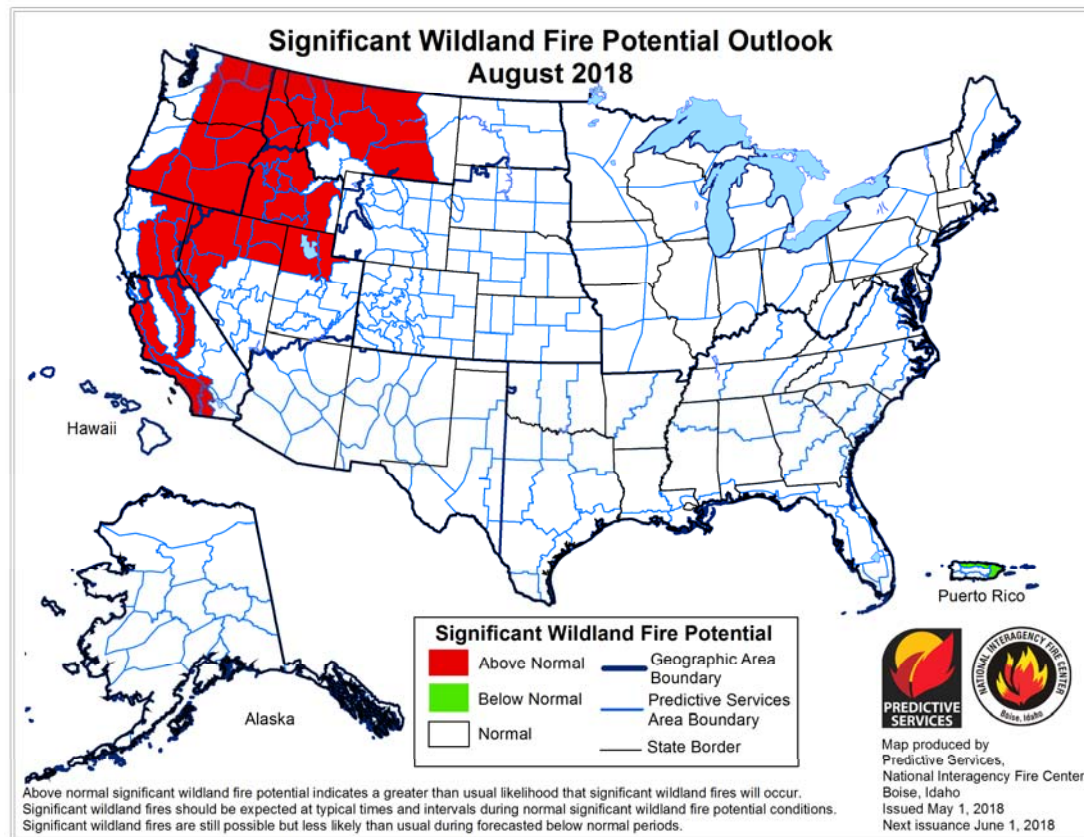 Significant Wildland Fire Potential Outlook
August 2018
Hawaii
Alaska
Puerto Rico
Significant Wildland Fire Potential
Above Normal
Below Normal
Normal
Geographic Area
Boundary
Predictive Services
Area Boundary
State Border
PREDICTIVE
SERVICES
NATIONAL INTERAGENCY FIRE CENTER
Boise, Idaho
Map produced by
Predictive Services,
National Interagency Fire Center
Boise, Idaho
Issued May 1, 2018
Next issuance June 1, 2018
Above normal significant wildland fire potential indicates a greater than usual likelihood that significant wildland fires will occur.
Significant wildland fires should be expected at typical times and intervals during normal significant wildland fire potential conditions.
Significant wildland fires are still possible but less likely than usual during forecasted below normal periods.